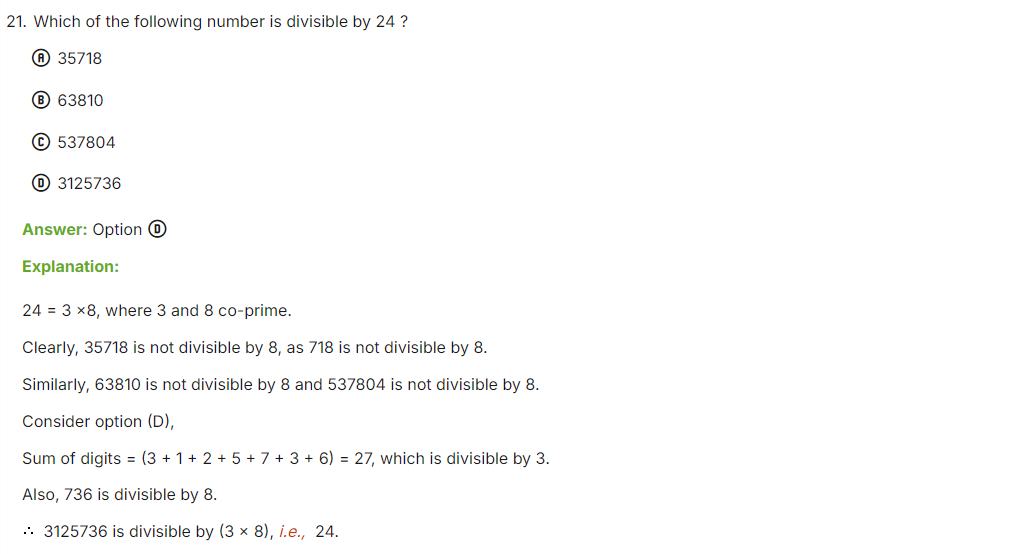 21. Which of the following number is divisible by 24 ?
Ⓐ 35718
Ⓑ 63810
Ⓒ 537804
Ⓓ 3125736
Answer: Option Ⓓ
Explanation:
24 = 3 ×8, where 3 and 8 co-prime.
Clearly, 35718 is not divisible by 8, as 718 is not divisible by 8.
Similarly, 63810 is not divisible by 8 and 537804 is not divisible by 8.
Consider option (D),
Sum of digits = (3 + 1 + 2 + 5 + 7 + 3 + 6) = 27, which is divisible by 3.
Also, 736 is divisible by 8.
∴ 3125736 is divisible by (3 × 8), i.e., 24.